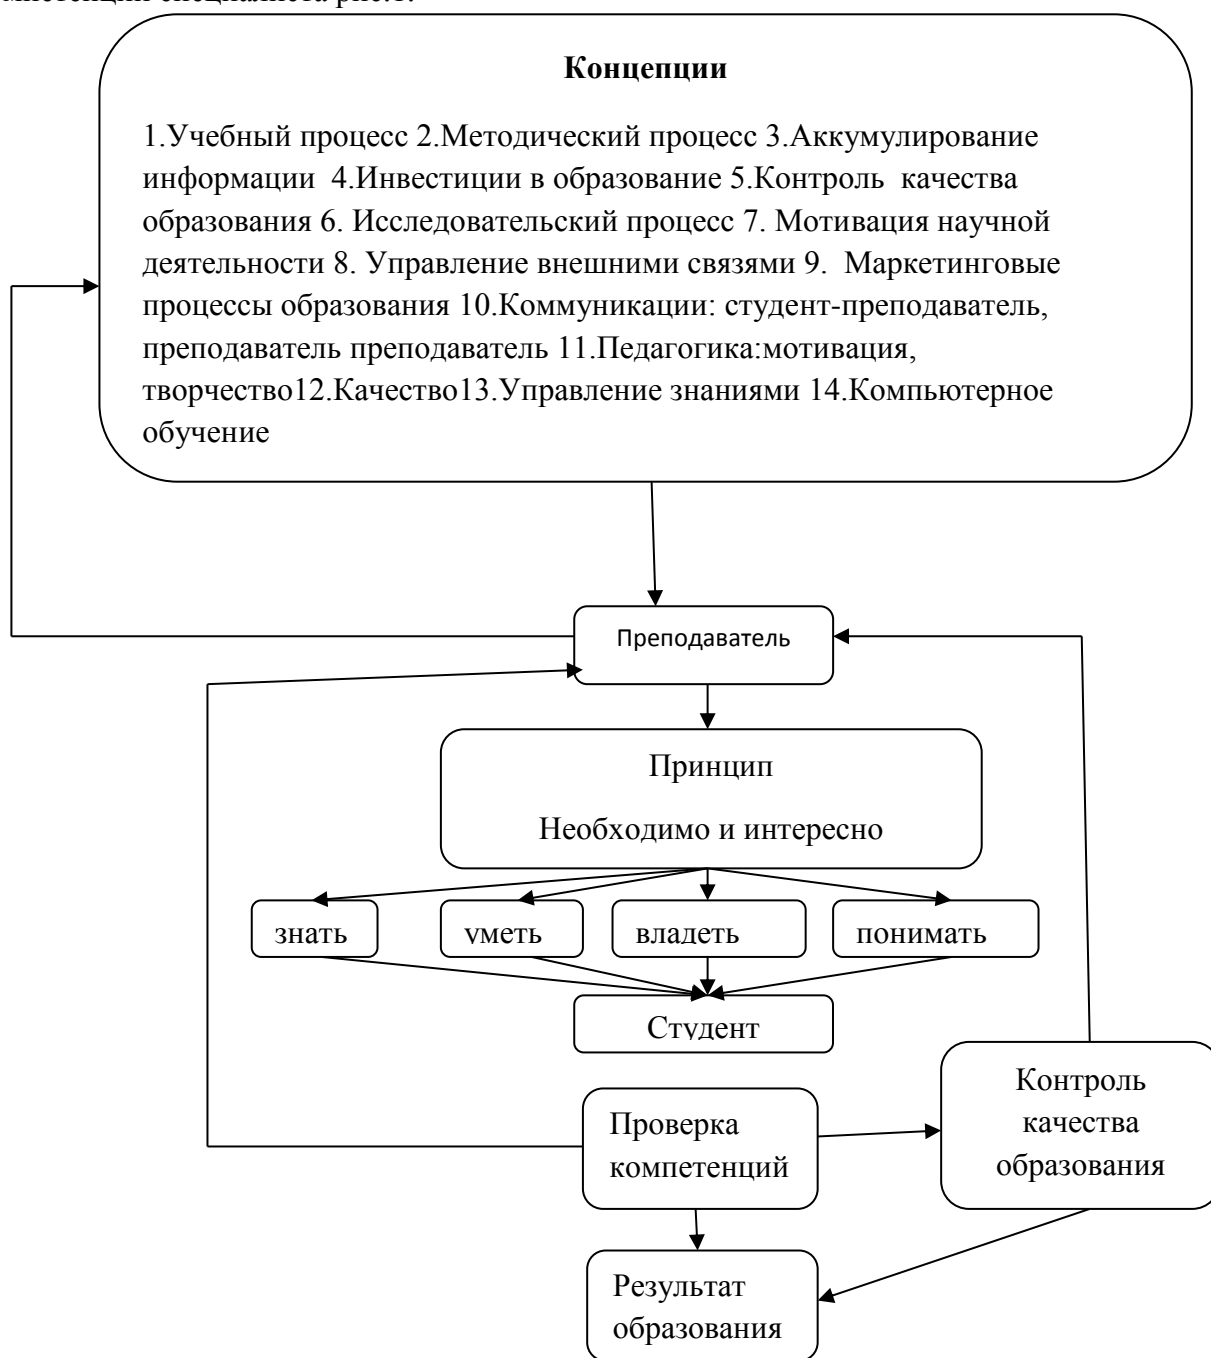 специалиста рис.1.
Концепции
1.Учебный процесс 2.Методический процесс 3.Аккумулирование
информации 4.Инвестиции в образование 5.Контроль качества
образования 6. Исследовательский процесс 7. Мотивация научной
деятельности 8. Управление внешними связями 9. Маркетинговые
процессы образования 10.Коммуникации: студент-преподаватель,
преподаватель преподаватель 11.Педагогика:мотивация,
творчество12.Качество13.Управление знаниями 14.Компьютерное
обучение
Преподаватель
Принцип
Необходимо и интересно
знать
уметь
владеть
понимать
Студент
Контроль
качества
образования
Проверка
компетенций
Результат
образования